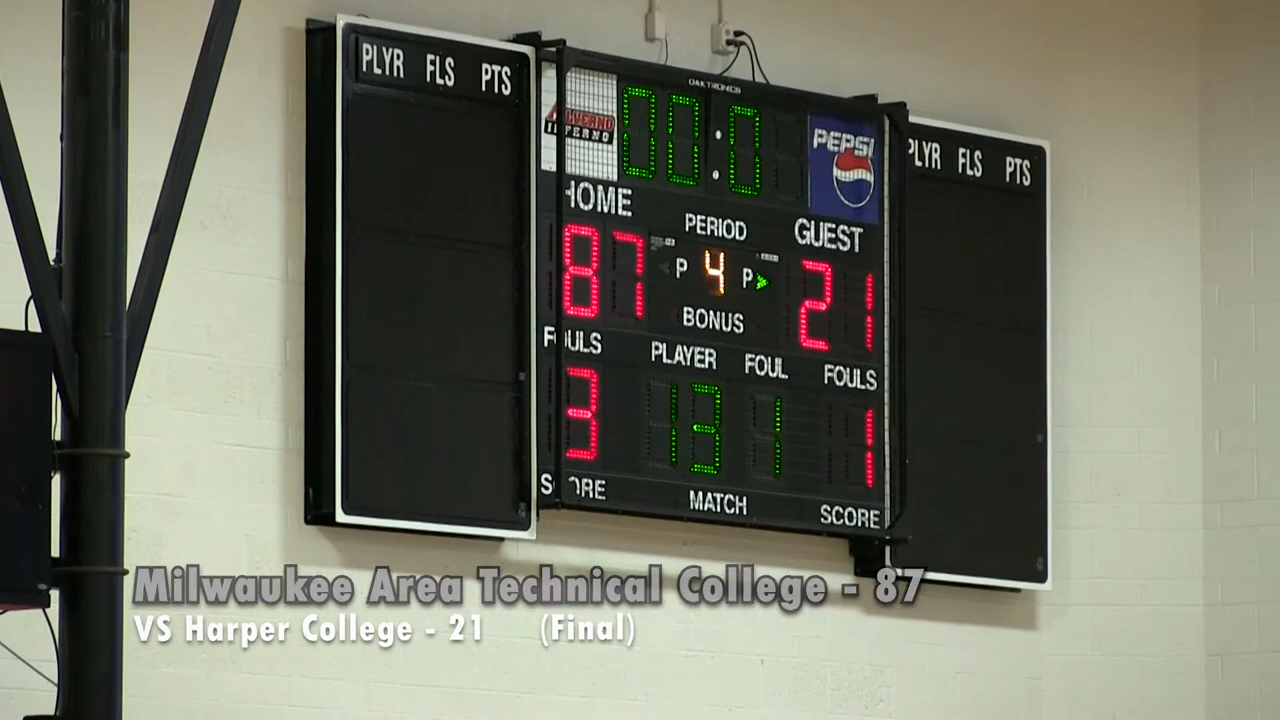 PLYR FLS PTS
DAKTRONICS
INFERNO
00:0
PEPSI
PLYR FLS PTS
HOME
PERIOD
GUEST
87
P 4 P
21
BONUS
FOULS
PLAYER
FOUL
FOULS
3
13
1
1
SCORE
MATCH
SCORE
Milwaukee Area Technical College - 87
VS Harper College - 21 (Final)